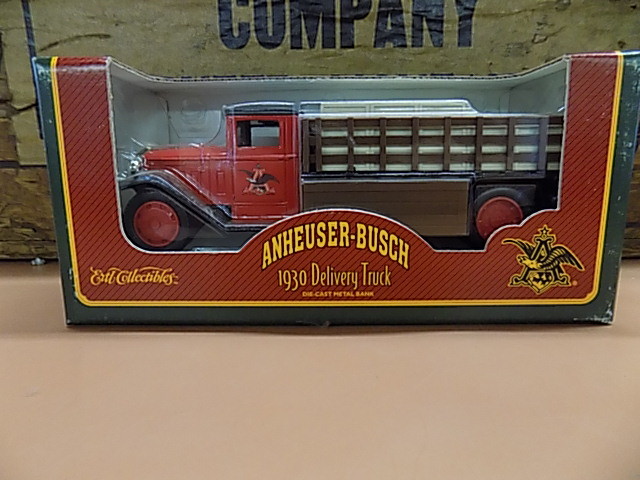 COMPANY
ANHEUSER-BUSCH
1930 Delivery Truck
DIE-CAST METAL BANK
Ertl Collectibles